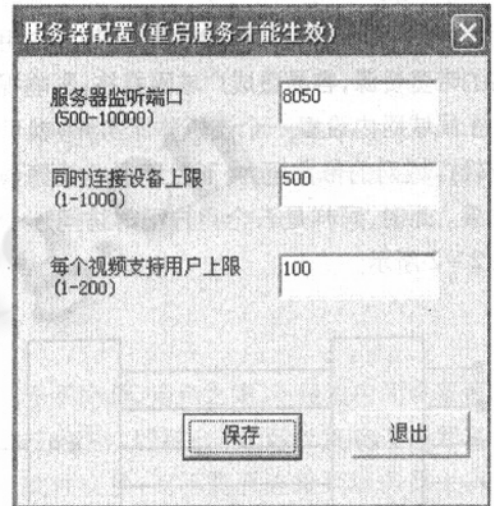 服务器配置(重启服务才能生效)
服务器监听端口
8050
(500-10000)
同时连接设备上限
500
(1-1000)
每个视频支持用户上限
100
(1-200)
保存
退出